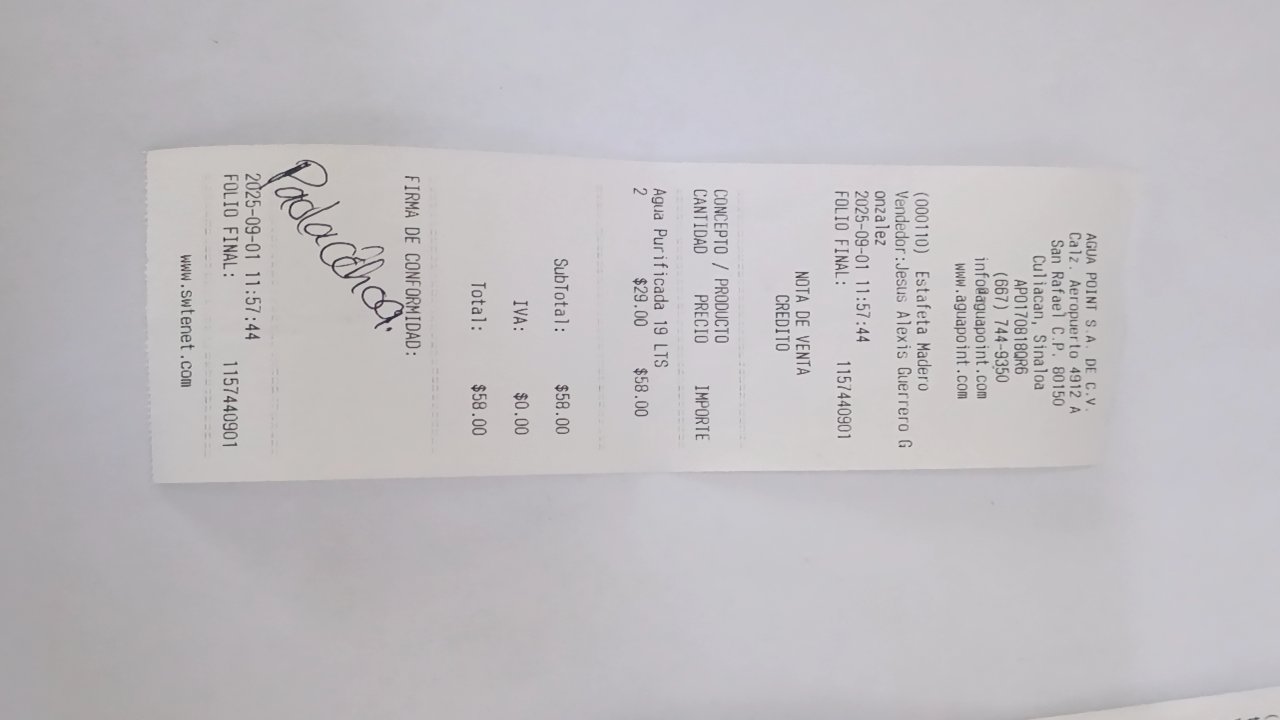 AGUA POINT S.A. DE C.V.
Calz. Aeropuerto 4912 A
San Rafael C.P. 80150
Culiacan, Sinaloa
APO170818QR6
(667) 744-9350
info@aguapoint.com
www.aguapoint.com
(000110) Estafeta Madero
Vendedor:Jesus Alexis Guerrero G
onzalez
2025-09-01 11:57:44
FOLIO FINAL: 1157440901
NOTA DE VENTA
CREDITO
CONCEPTO / PRODUCTO
CANTIDAD PRECIO IMPORTE
Agua Purificada 19 LTS
2 $29.00 $58.00
SubTotal: $58.00
IVA: $0.00
Total: $58.00
FIRMA DE CONFORMIDAD:
2025-09-01 11:57:44
FOLIO FINAL: 1157440901
www.swtenet.com